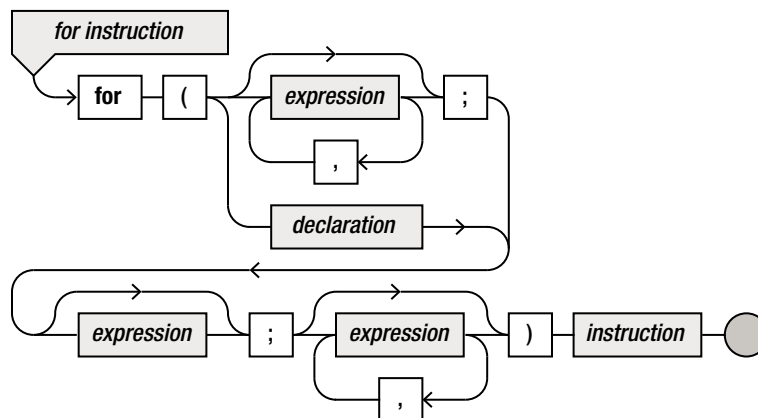 for instruction
for ( expression ;
,
declaration
expression ; expression ) instruction
,